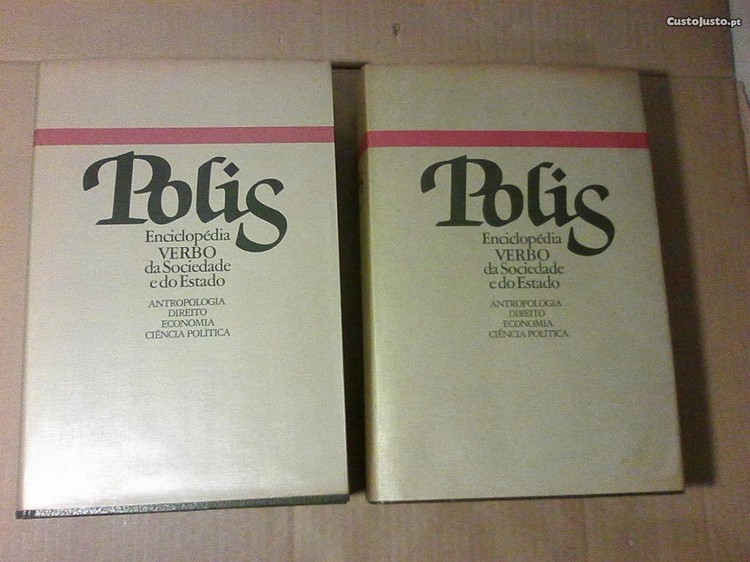 CustoJusto.pt
Polis
Enciclopédia
VERBO
da Sociedade
e do Estado
ANTROPOLOGIA
DIREITO
ECONOMIA
CIÊNCIA POLÍTICA
Polis
Enciclopédia
VERBO
da Sociedade
e do Estado
ANTROPOLOGIA
DIREITO
ECONOMIA
CIÊNCIA POLÍTICA